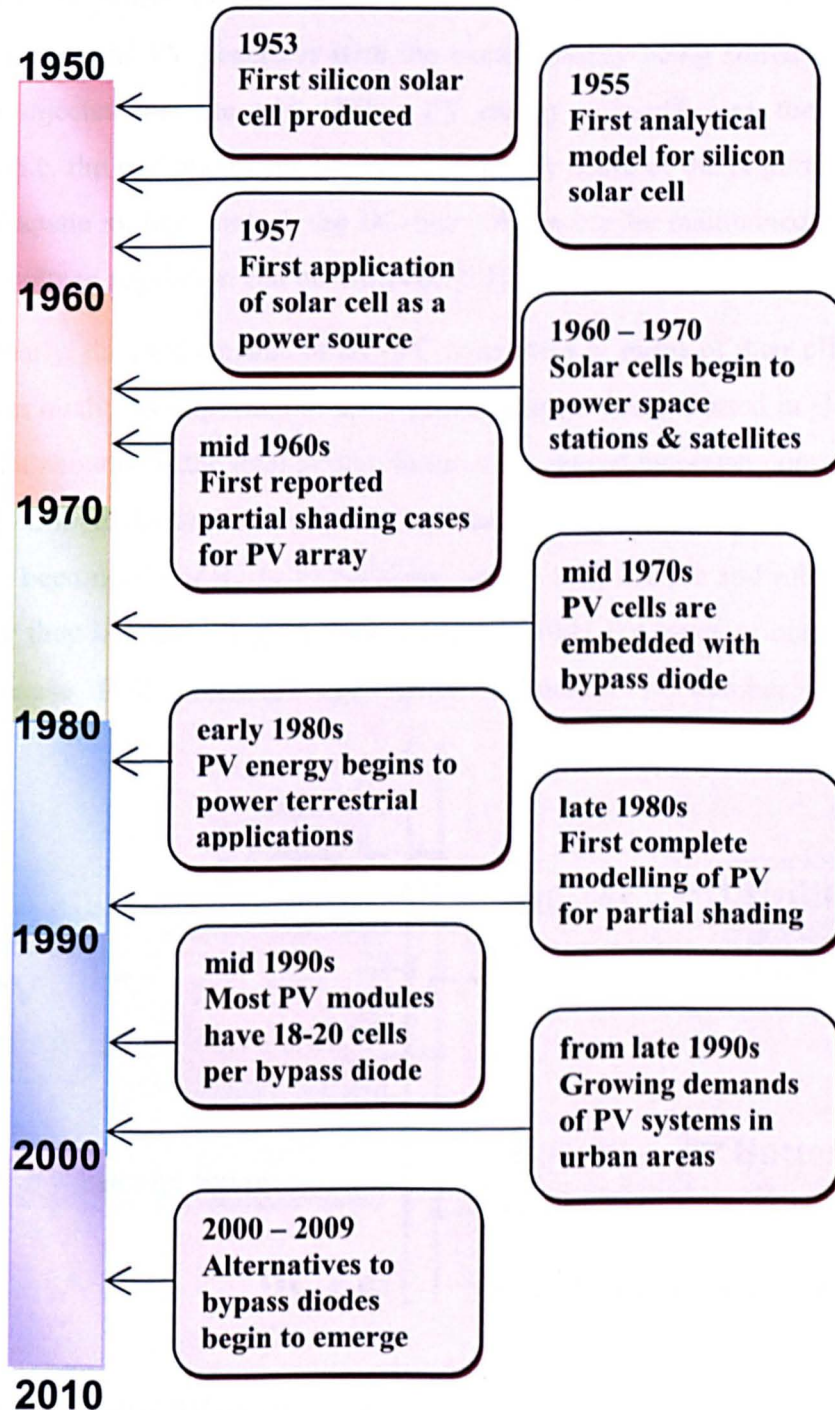 1950
1953
First silicon solar
cell produced
1955
First analytical
model for silicon
solar cell
1957
First application
of solar cell as a
power source
1960
1960 – 1970
Solar cells begin to
power space
stations & satellites
mid 1960s
First reported
partial shading cases
for PV array
1970
mid 1970s
PV cells are
embedded with
bypass diode
1980
early 1980s
PV energy begins to
power terrestrial
applications
late 1980s
First complete
modelling of PV
for partial shading
1990
mid 1990s
Most PV modules
have 18-20 cells
per bypass diode
from late 1990s
Growing demands
of PV systems in
urban areas
2000
2000 – 2009
Alternatives to
bypass diodes
begin to emerge
2010